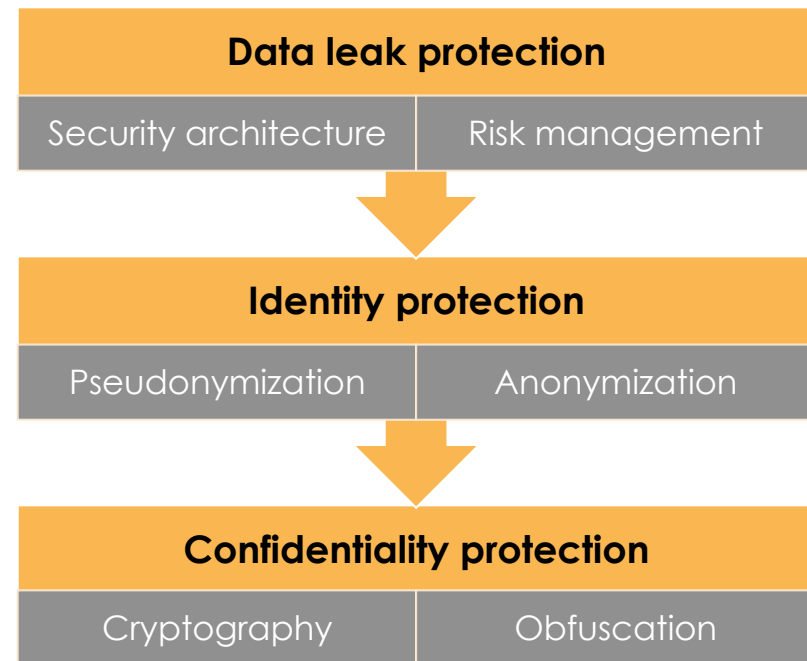 Data leak protection
Security architecture
Risk management
Identity protection
Pseudonymization
Anonymization
Confidentiality protection
Cryptography
Obfuscation